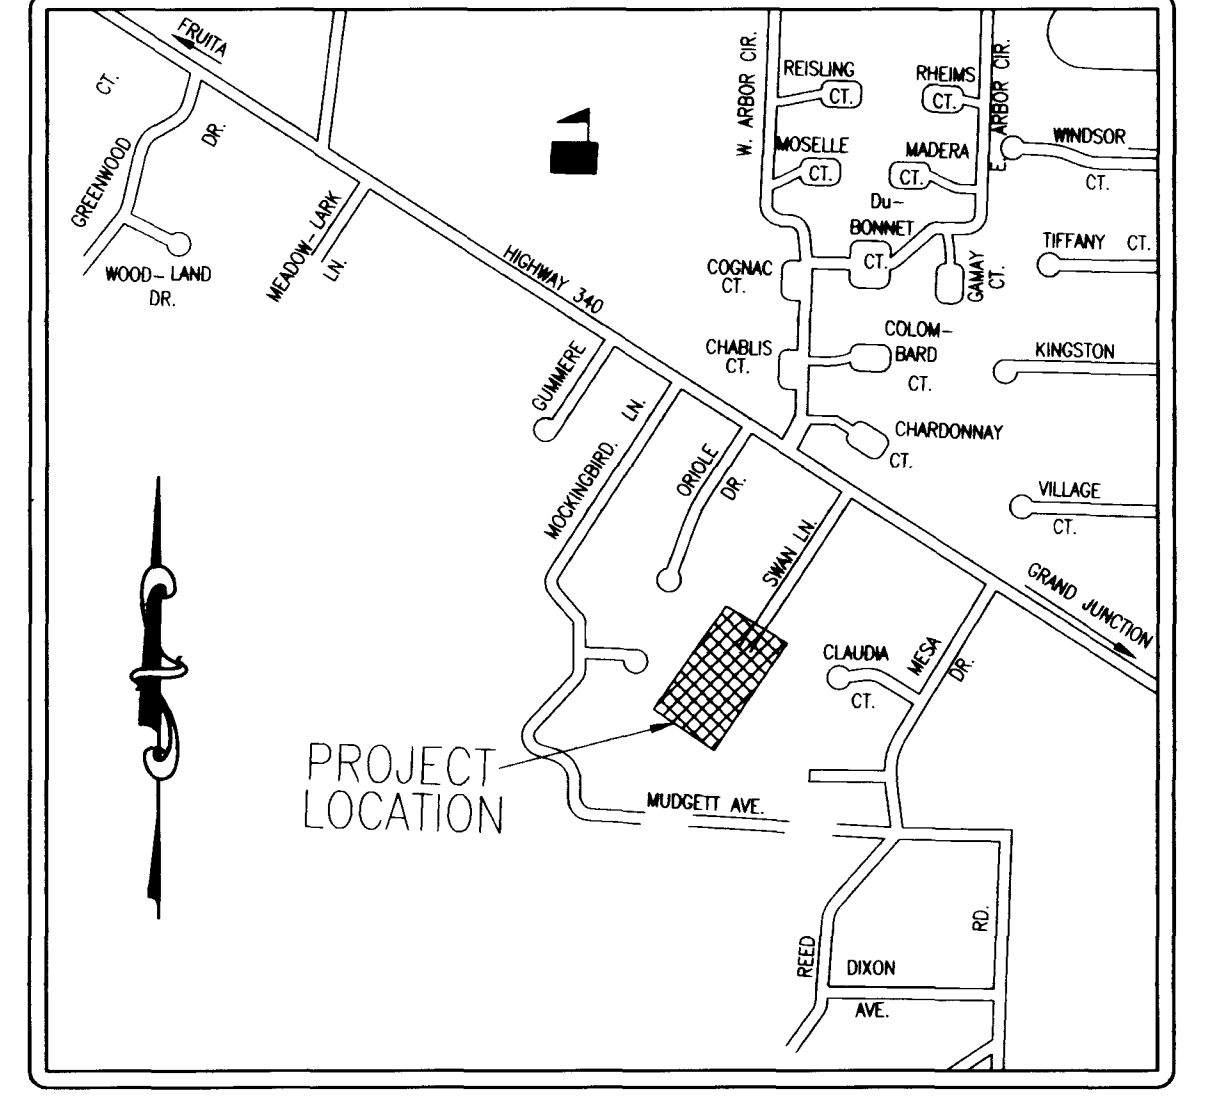 FRUITA
CT.
GREENWOOD
DR.
WOOD-LAND
DR.
MEADOW-LARK
LN.
HIGHWAY 340
W. ARBOR CIR.
REISLING
CT.
RHEIMS
CT.
E. ARBOR CIR.
WINDSOR
CT.
MOSELLE
CT.
MADERA
CT.
Du-
BONNET
CT.
GAMAY
CT.
TIFFANY CT.
COGNAC
CT.
COLOM-
BARD
CT.
CHABLIS
CT.
KINGSTON
CHARDONNAY
CT.
VILLAGE
CT.
GUMMERE
MOCKINGBIRD.
LN.
ORIOLE
DR.
SWAN LN.
GRAND JUNCTION
CLAUDIA
CT.
MESA
DR.
PROJECT
LOCATION
MUDGETT AVE.
REED
RD.
DIXON
AVE.